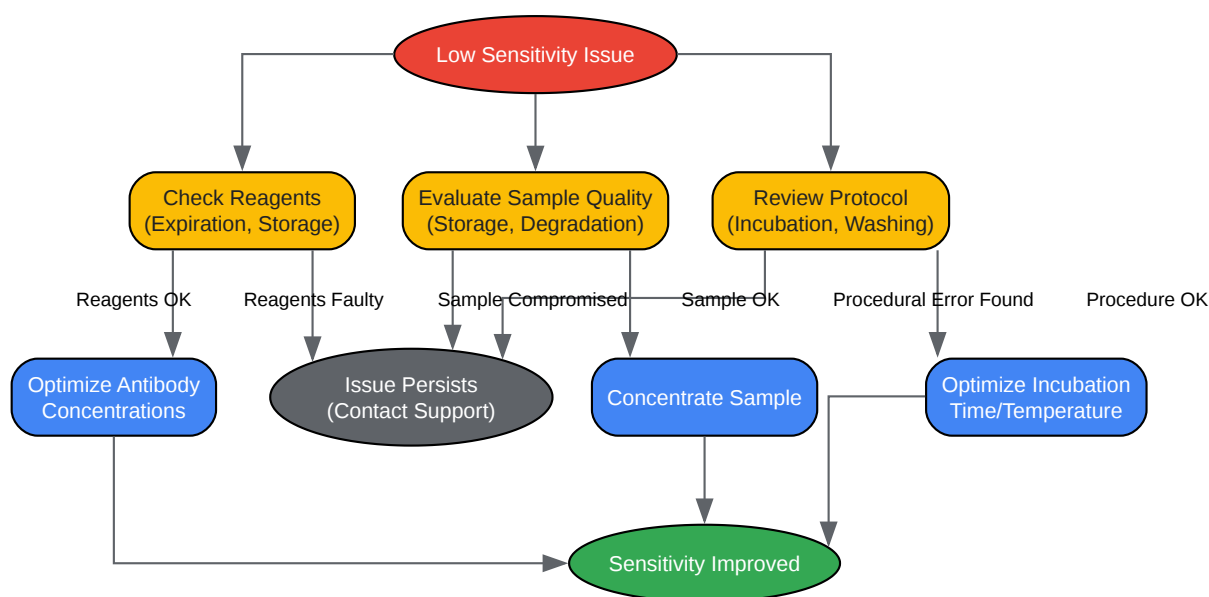 Low Sensitivity Issue
Check Reagents
(Expiration, Storage)
Evaluate Sample Quality
(Storage, Degradation)
Review Protocol
(Incubation, Washing)
Reagents OK
Reagents Faulty
Sample Compromised
Sample OK
Procedural Error Found
Procedure OK
Optimize Antibody
Concentrations
Issue Persists
(Contact Support)
Concentrate Sample
Optimize Incubation
Time/Temperature
Sensitivity Improved